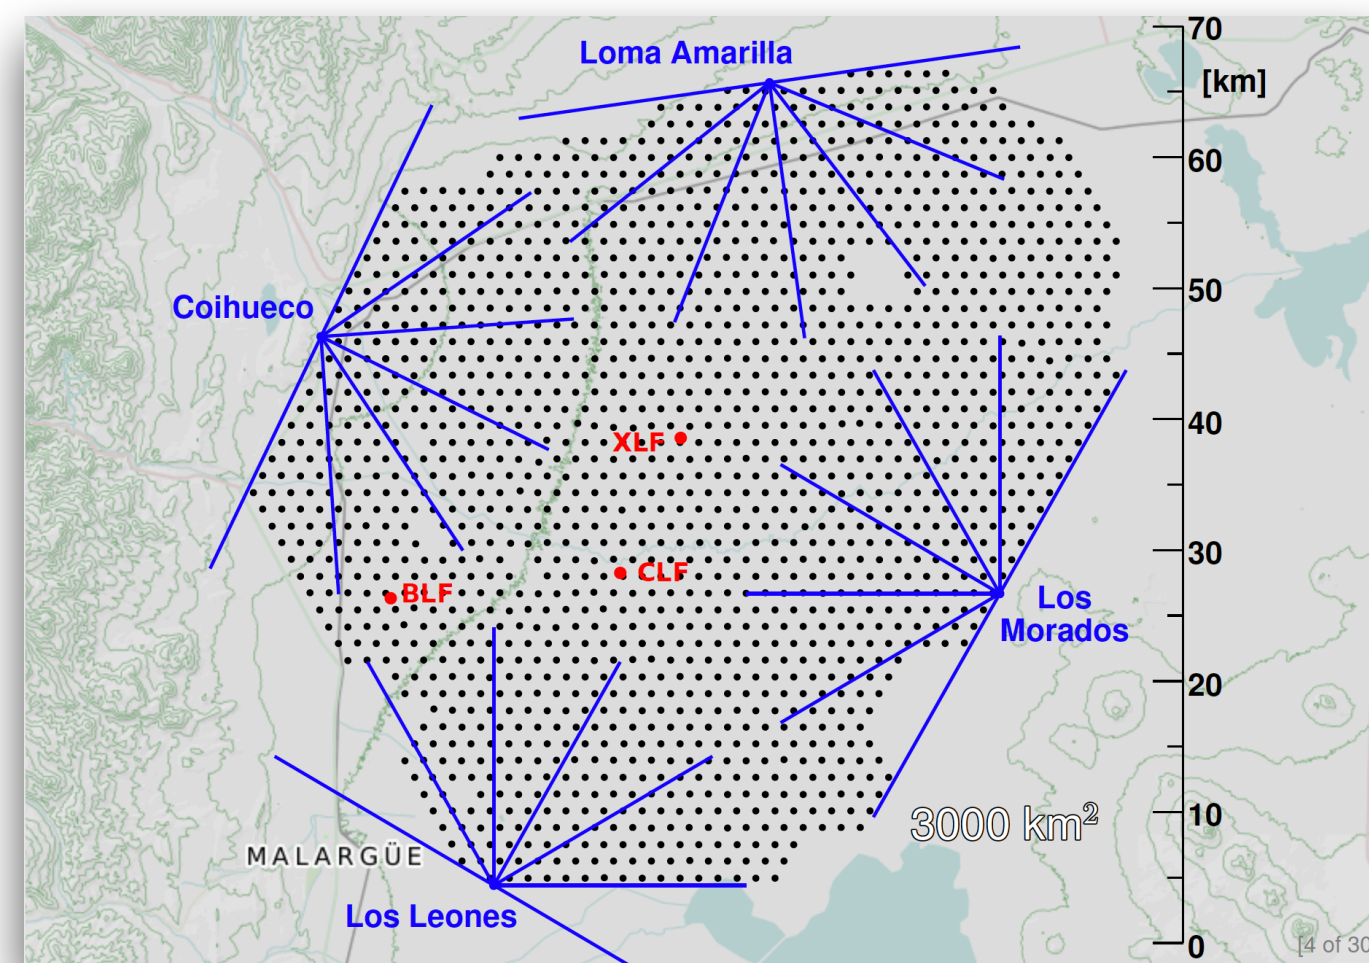 Loma Amarilla
70
[km]
60
50
Coihueco
40
XLF
30
CLF
BLF
Los
Morados
20
10
3000 km²
MALARGÜE
Los Leones
0
[4 of 30